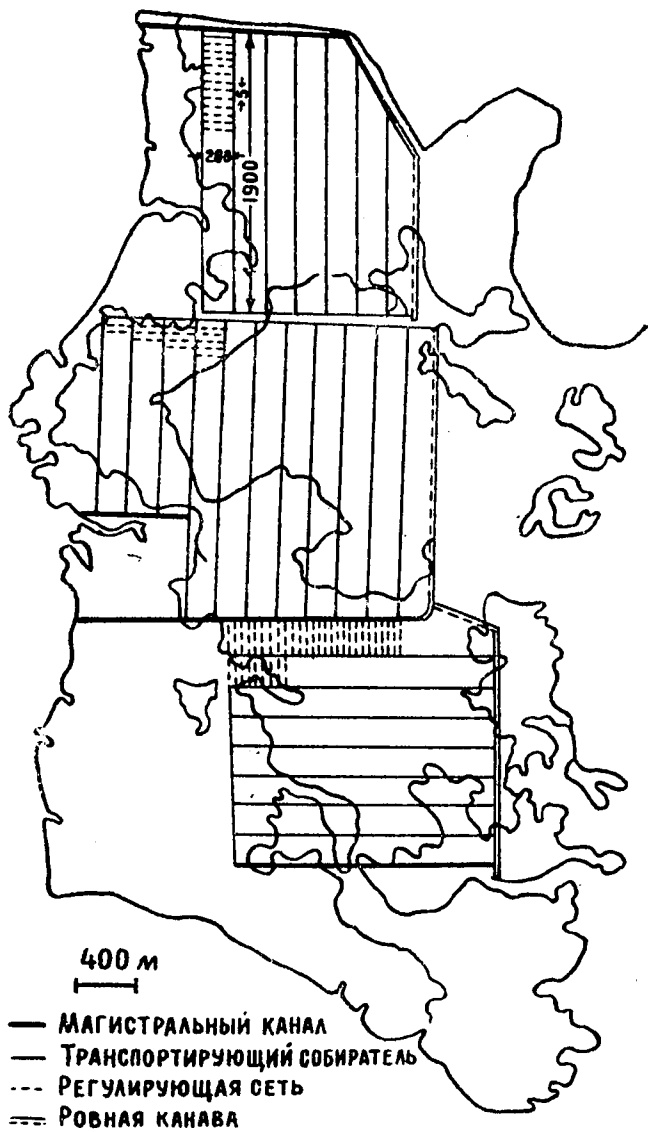 →5←
200
1900
400 м
МАГИСТРАЛЬНЫЙ КАНАЛ
ТРАНСПОРТИРУЮЩИЙ СОБИРАТЕЛЬ
РЕГУЛИРУЮЩАЯ СЕТЬ
РОВНАЯ КАНАВА